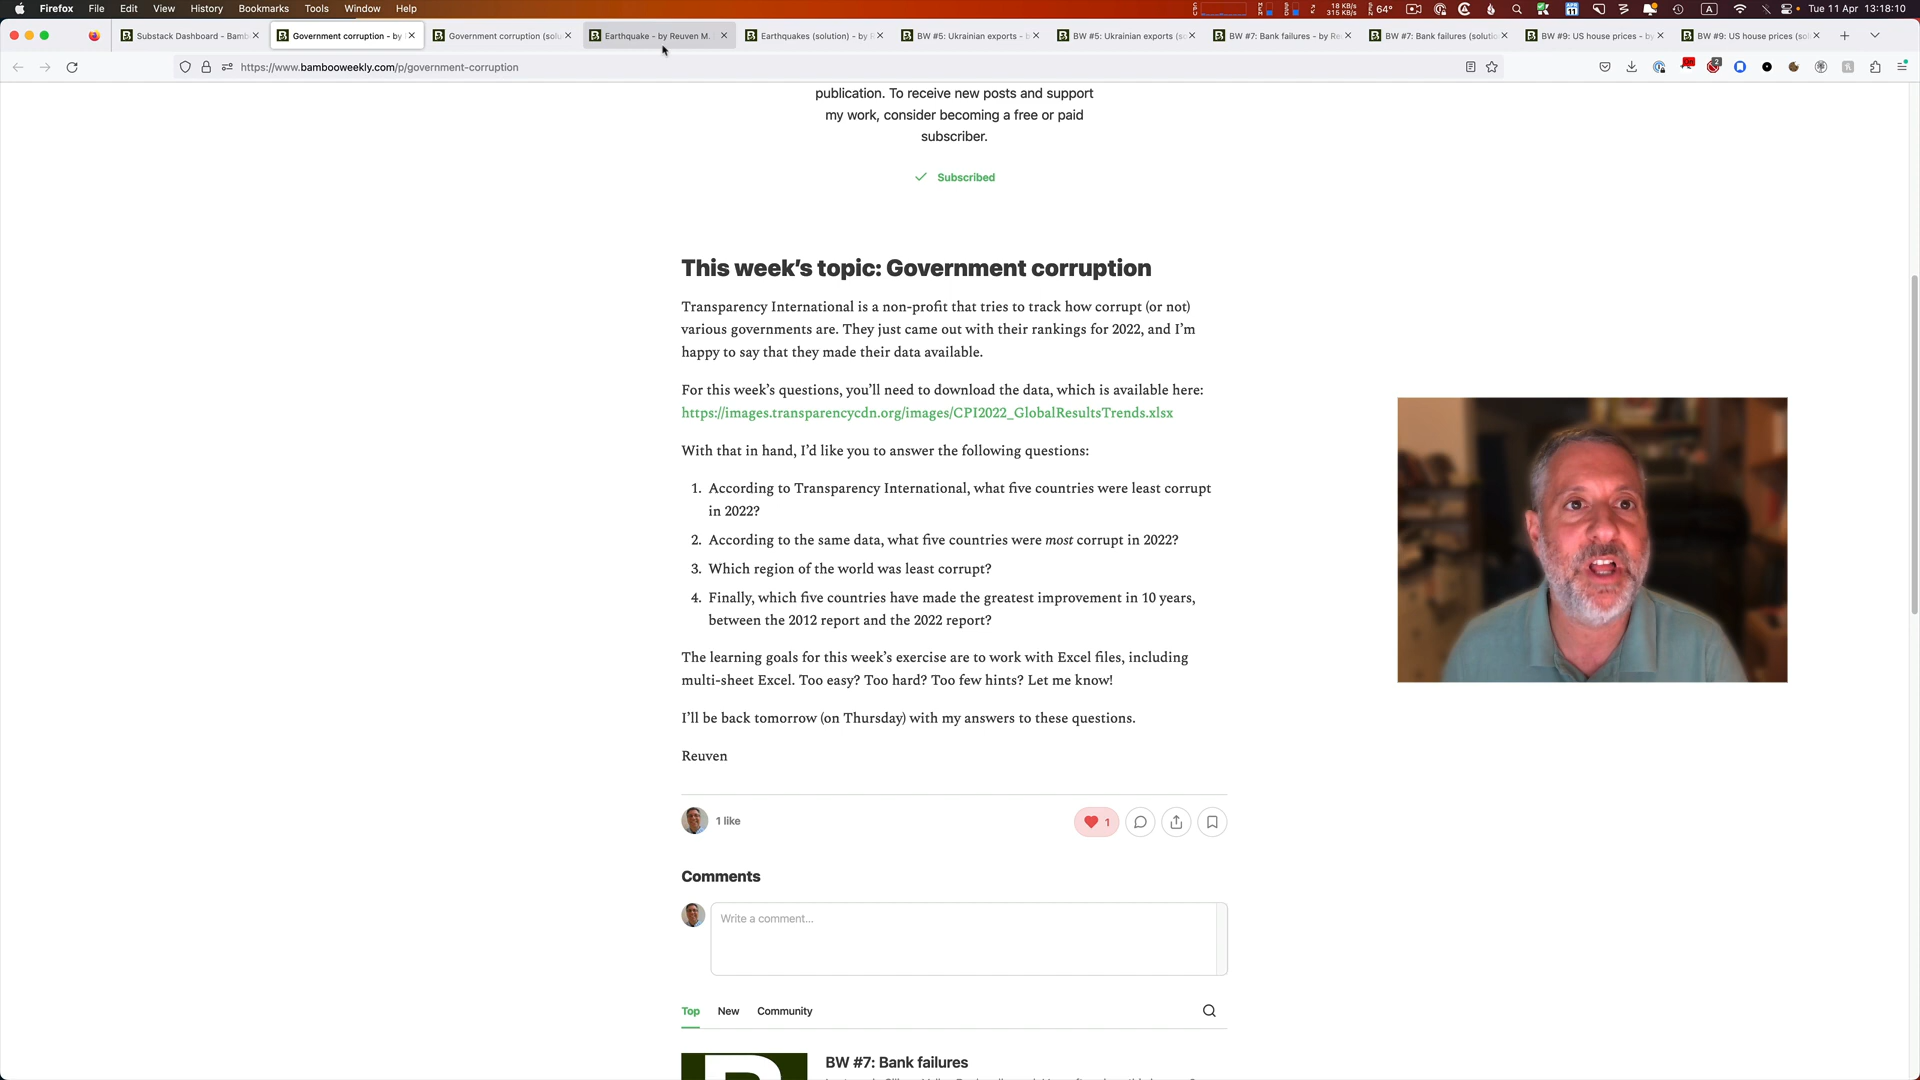 Firefox File Edit View History Bookmarks Tools Window Help
18 KB/s
315 KB/s
64°
Tue 11 Apr 13:18:10
Substack Dashboard - Bamb
Government corruption - by
Government corruption (solu
Earthquake - by Reuven M.
Earthquakes (solution) - by R
BW #5: Ukrainian exports - b
BW #5: Ukrainian exports (so
BW #7: Bank failures - by Re
BW #7: Bank failures (soluti
BW #9: US house prices - by
BW #9: US house prices (sol
https://www.bambooweekly.com/p/government-corruption
publication. To receive new posts and support
my work, consider becoming a free or paid
subscriber.
Subscribed
This week's topic: Government corruption
Transparency International is a non-profit that tries to track how corrupt (or not)
various governments are. They just came out with their rankings for 2022, and I'm
happy to say that they made their data available.
For this week's questions, you'll need to download the data, which is available here:
https://images.transparencycdn.org/images/CPI2022_GlobalResultsTrends.xlsx
With that in hand, I'd like you to answer the following questions:
1. According to Transparency International, what five countries were least corrupt
in 2022?
2. According to the same data, what five countries were most corrupt in 2022?
3. Which region of the world was least corrupt?
4. Finally, which five countries have made the greatest improvement in 10 years,
between the 2012 report and the 2022 report?
The learning goals for this week's exercise are to work with Excel files, including
multi-sheet Excel. Too easy? Too hard? Too few hints? Let me know!
I'll be back tomorrow (on Thursday) with my answers to these questions.
Reuven
1 like
1
Comments
Write a comment...
Top New Community
BW #7: Bank failures